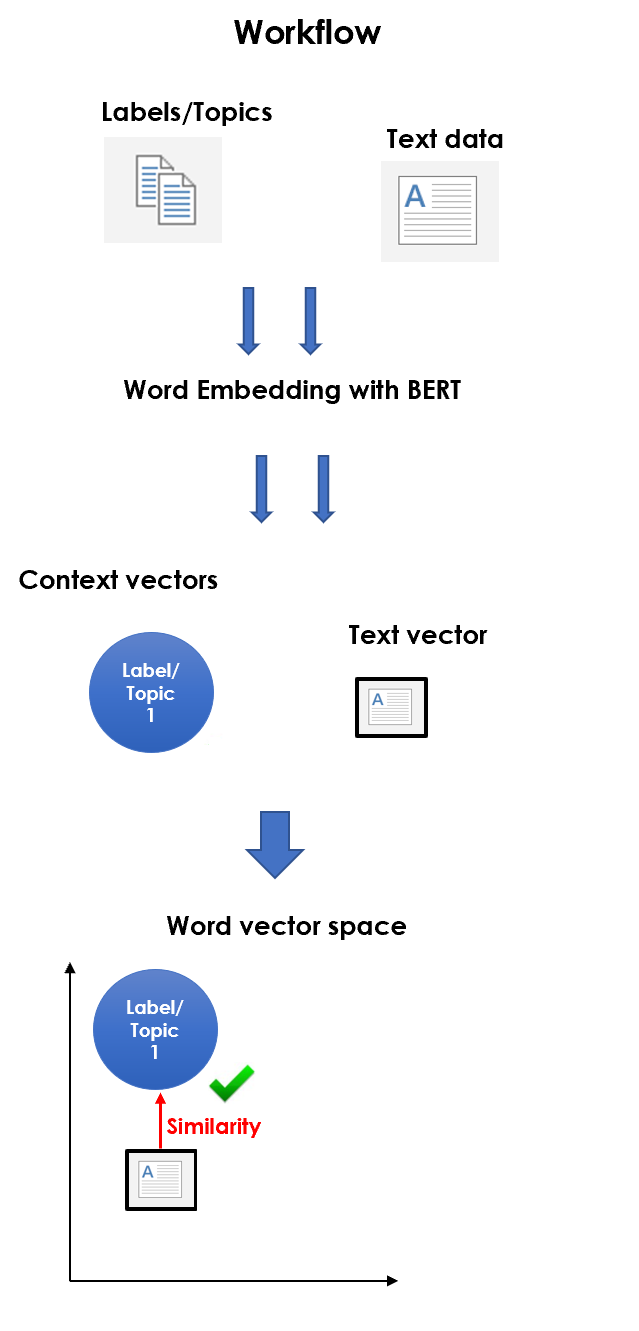 Workflow
Labels/Topics
Text data
A
Word Embedding with BERT
Context vectors
Text vector
Label/
Topic
1
A
Word vector space
Label/
Topic
1
Similarity
A